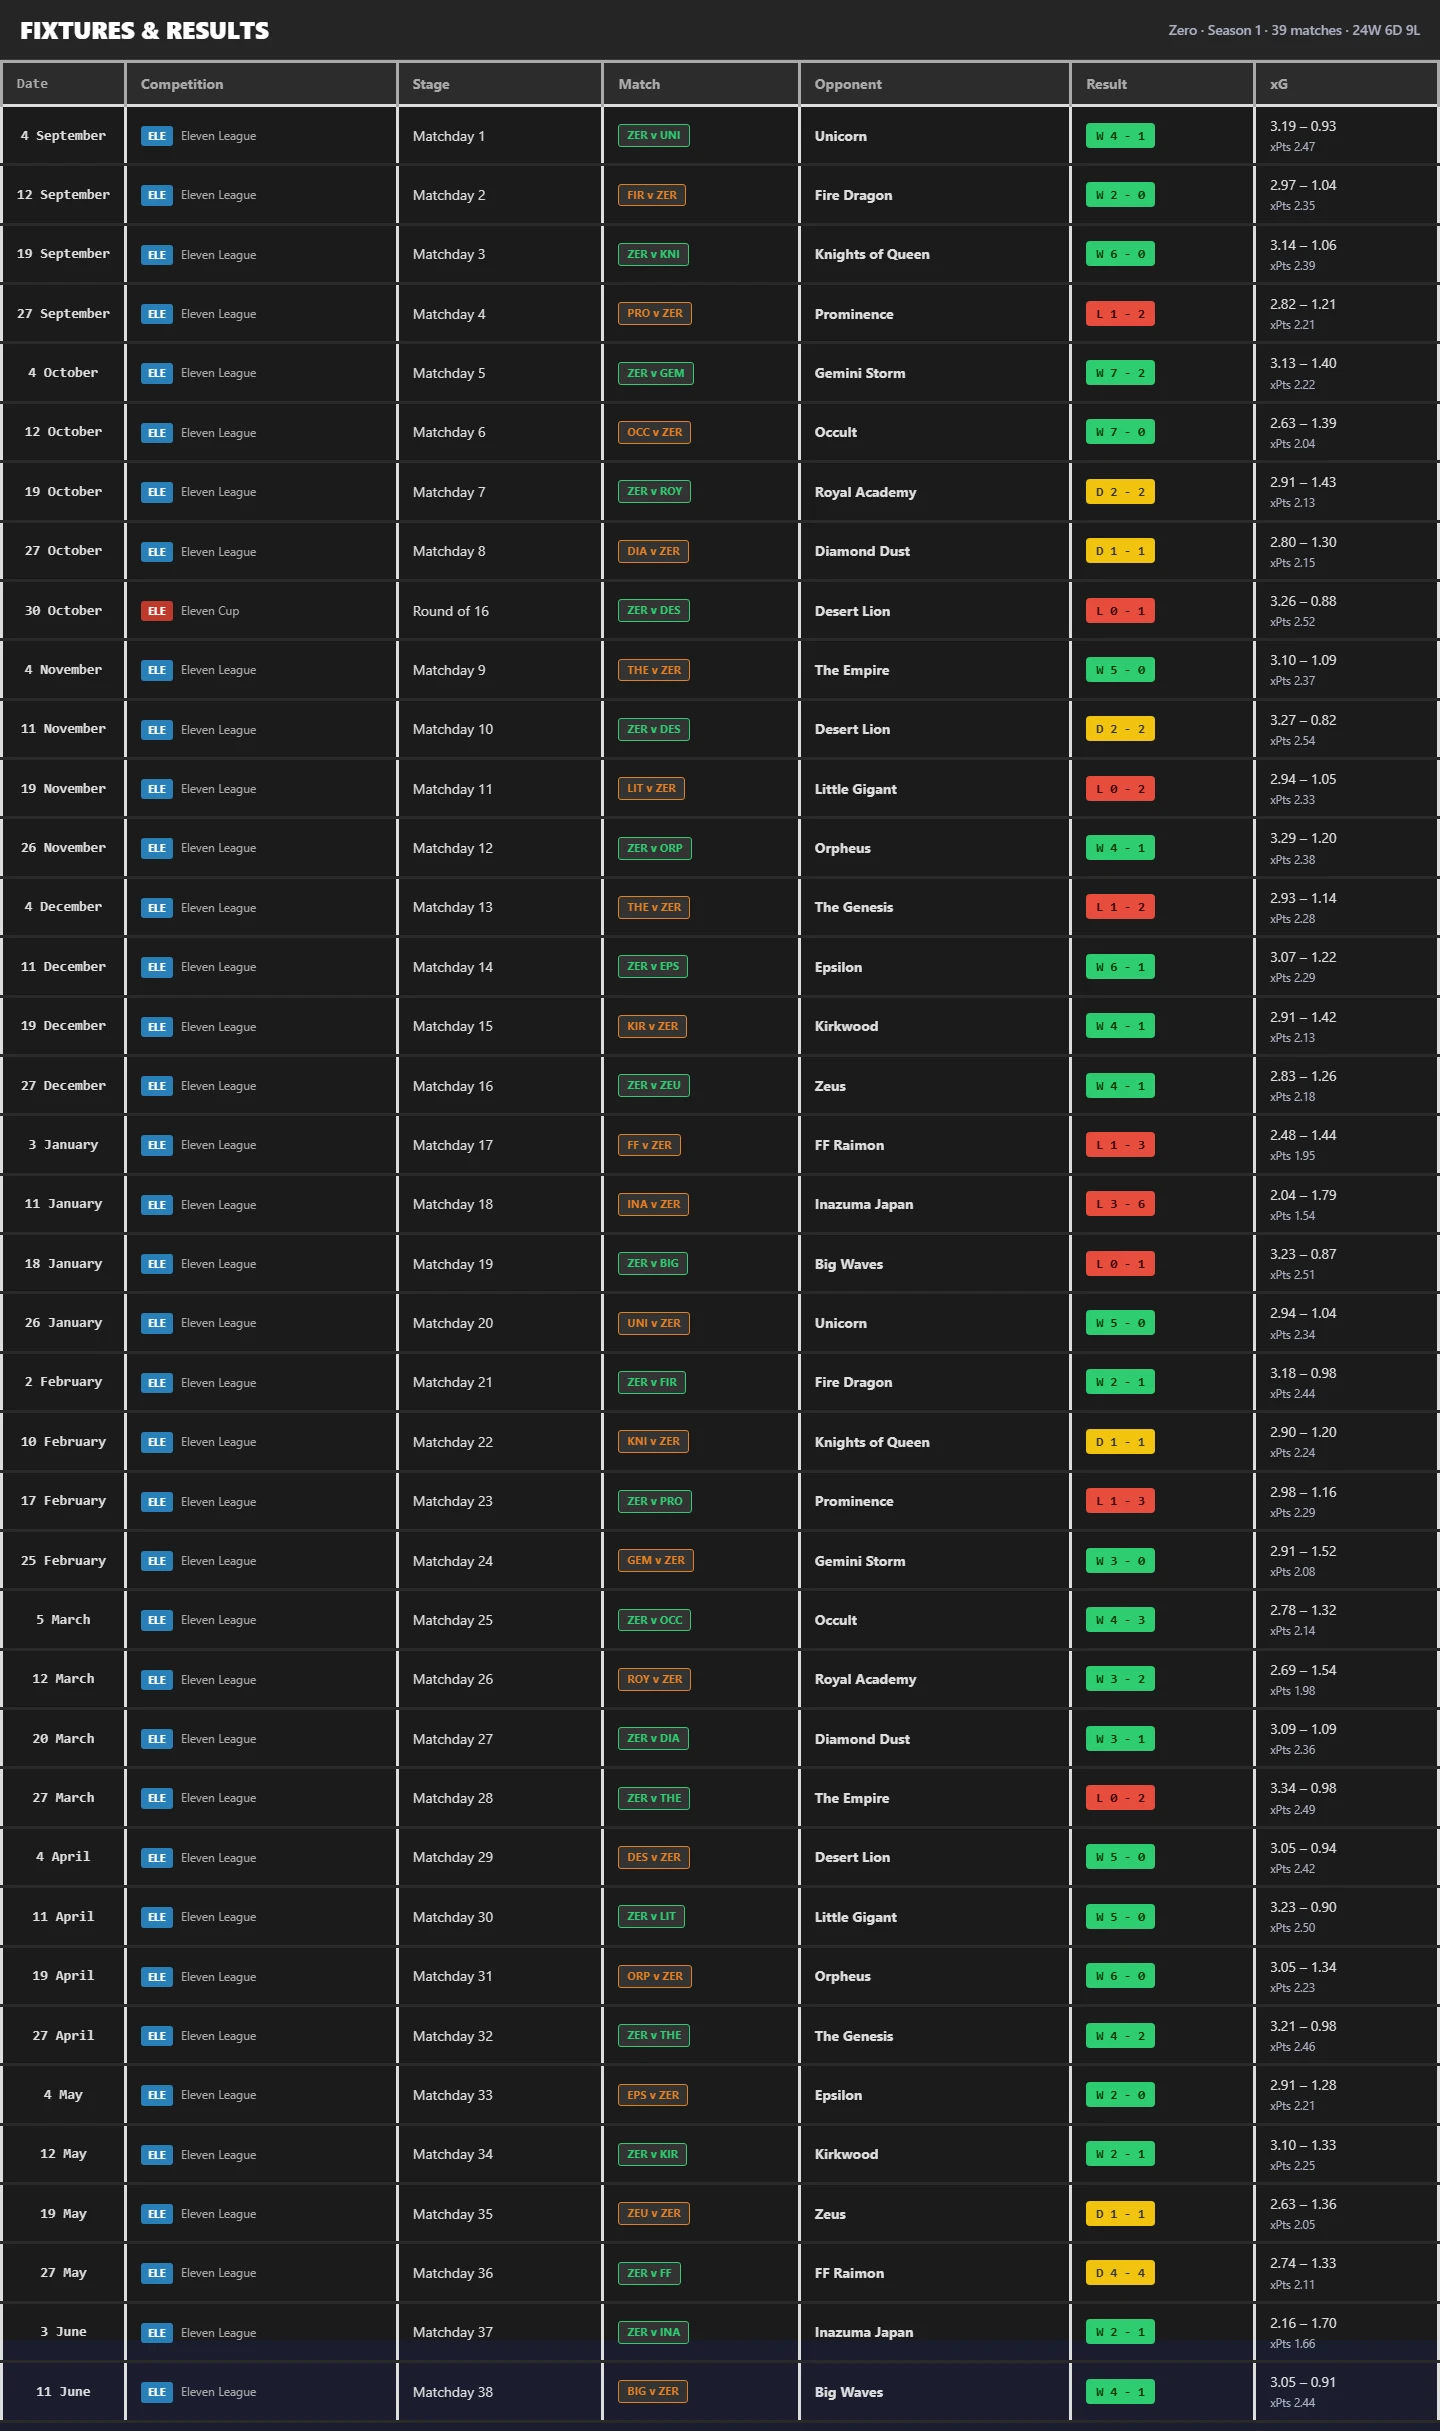 FIXTURES & RESULTS
Zero · Season 1 · 39 matches · 24W 6D 9L
Date Competition Stage Match Opponent Result xG
4 September ELE Eleven League Matchday 1 ZER v UNI Unicorn W 4 - 1 3.19 – 0.93
xPts 2.47
12 September ELE Eleven League Matchday 2 FIR v ZER Fire Dragon W 2 - 0 2.97 – 1.04
xPts 2.35
19 September ELE Eleven League Matchday 3 ZER v KNI Knights of Queen W 6 - 0 3.14 – 1.06
xPts 2.39
27 September ELE Eleven League Matchday 4 PRO v ZER Prominence L 1 - 2 2.82 – 1.21
xPts 2.21
4 October ELE Eleven League Matchday 5 ZER v GEM Gemini Storm W 7 - 2 3.13 – 1.40
xPts 2.22
12 October ELE Eleven League Matchday 6 OCC v ZER Occult W 7 - 0 2.63 – 1.39
xPts 2.04
19 October ELE Eleven League Matchday 7 ZER v ROY Royal Academy D 2 - 2 2.91 – 1.43
xPts 2.13
27 October ELE Eleven League Matchday 8 DIA v ZER Diamond Dust D 1 - 1 2.80 – 1.30
xPts 2.15
30 October ELE Eleven Cup Round of 16 ZER v DES Desert Lion L 0 - 1 3.26 – 0.88
xPts 2.52
4 November ELE Eleven League Matchday 9 THE v ZER The Empire W 5 - 0 3.10 – 1.09
xPts 2.37
11 November ELE Eleven League Matchday 10 ZER v DES Desert Lion D 2 - 2 3.27 – 0.82
xPts 2.54
19 November ELE Eleven League Matchday 11 LIT v ZER Little Gigant L 0 - 2 2.94 – 1.05
xPts 2.33
26 November ELE Eleven League Matchday 12 ZER v ORP Orpheus W 4 - 1 3.29 – 1.20
xPts 2.38
4 December ELE Eleven League Matchday 13 THE v ZER The Genesis L 1 - 2 2.93 – 1.14
xPts 2.28
11 December ELE Eleven League Matchday 14 ZER v EPS Epsilon W 6 - 1 3.07 – 1.22
xPts 2.29
19 December ELE Eleven League Matchday 15 KIR v ZER Kirkwood W 4 - 1 2.91 – 1.42
xPts 2.13
27 December ELE Eleven League Matchday 16 ZER v ZEU Zeus W 4 - 1 2.83 – 1.26
xPts 2.18
3 January ELE Eleven League Matchday 17 FF v ZER FF Raimon L 1 - 3 2.48 – 1.44
xPts 1.95
11 January ELE Eleven League Matchday 18 INA v ZER Inazuma Japan L 3 - 6 2.04 – 1.79
xPts 1.54
18 January ELE Eleven League Matchday 19 ZER v BIG Big Waves L 0 - 1 3.23 – 0.87
xPts 2.51
26 January ELE Eleven League Matchday 20 UNI v ZER Unicorn W 5 - 0 2.94 – 1.04
xPts 2.34
2 February ELE Eleven League Matchday 21 ZER v FIR Fire Dragon W 2 - 1 3.18 – 0.98
xPts 2.44
10 February ELE Eleven League Matchday 22 KNI v ZER Knights of Queen D 1 - 1 2.90 – 1.20
xPts 2.24
17 February ELE Eleven League Matchday 23 ZER v PRO Prominence L 1 - 3 2.98 – 1.16
xPts 2.29
25 February ELE Eleven League Matchday 24 GEM v ZER Gemini Storm W 3 - 0 2.91 – 1.52
xPts 2.08
5 March ELE Eleven League Matchday 25 ZER v OCC Occult W 4 - 3 2.78 – 1.32
xPts 2.14
12 March ELE Eleven League Matchday 26 ROY v ZER Royal Academy W 3 - 2 2.69 – 1.54
xPts 1.98
20 March ELE Eleven League Matchday 27 ZER v DIA Diamond Dust W 3 - 1 3.09 – 1.09
xPts 2.36
27 March ELE Eleven League Matchday 28 ZER v THE The Empire L 0 - 2 3.34 – 0.98
xPts 2.49
4 April ELE Eleven League Matchday 29 DES v ZER Desert Lion W 5 - 0 3.05 – 0.94
xPts 2.42
11 April ELE Eleven League Matchday 30 ZER v LIT Little Gigant W 5 - 0 3.23 – 0.90
xPts 2.50
19 April ELE Eleven League Matchday 31 ORP v ZER Orpheus W 6 - 0 3.05 – 1.34
xPts 2.23
27 April ELE Eleven League Matchday 32 ZER v THE The Genesis W 4 - 2 3.21 – 0.98
xPts 2.46
4 May ELE Eleven League Matchday 33 EPS v ZER Epsilon W 2 - 0 2.91 – 1.28
xPts 2.21
12 May ELE Eleven League Matchday 34 ZER v KIR Kirkwood W 2 - 1 3.10 – 1.33
xPts 2.25
19 May ELE Eleven League Matchday 35 ZEU v ZER Zeus D 1 - 1 2.63 – 1.36
xPts 2.05
27 May ELE Eleven League Matchday 36 ZER v FF FF Raimon D 4 - 4 2.74 – 1.33
xPts 2.11
3 June ELE Eleven League Matchday 37 ZER v INA Inazuma Japan W 2 - 1 2.16 – 1.70
xPts 1.66
11 June ELE Eleven League Matchday 38 BIG v ZER Big Waves W 4 - 1 3.05 – 0.91
xPts 2.44